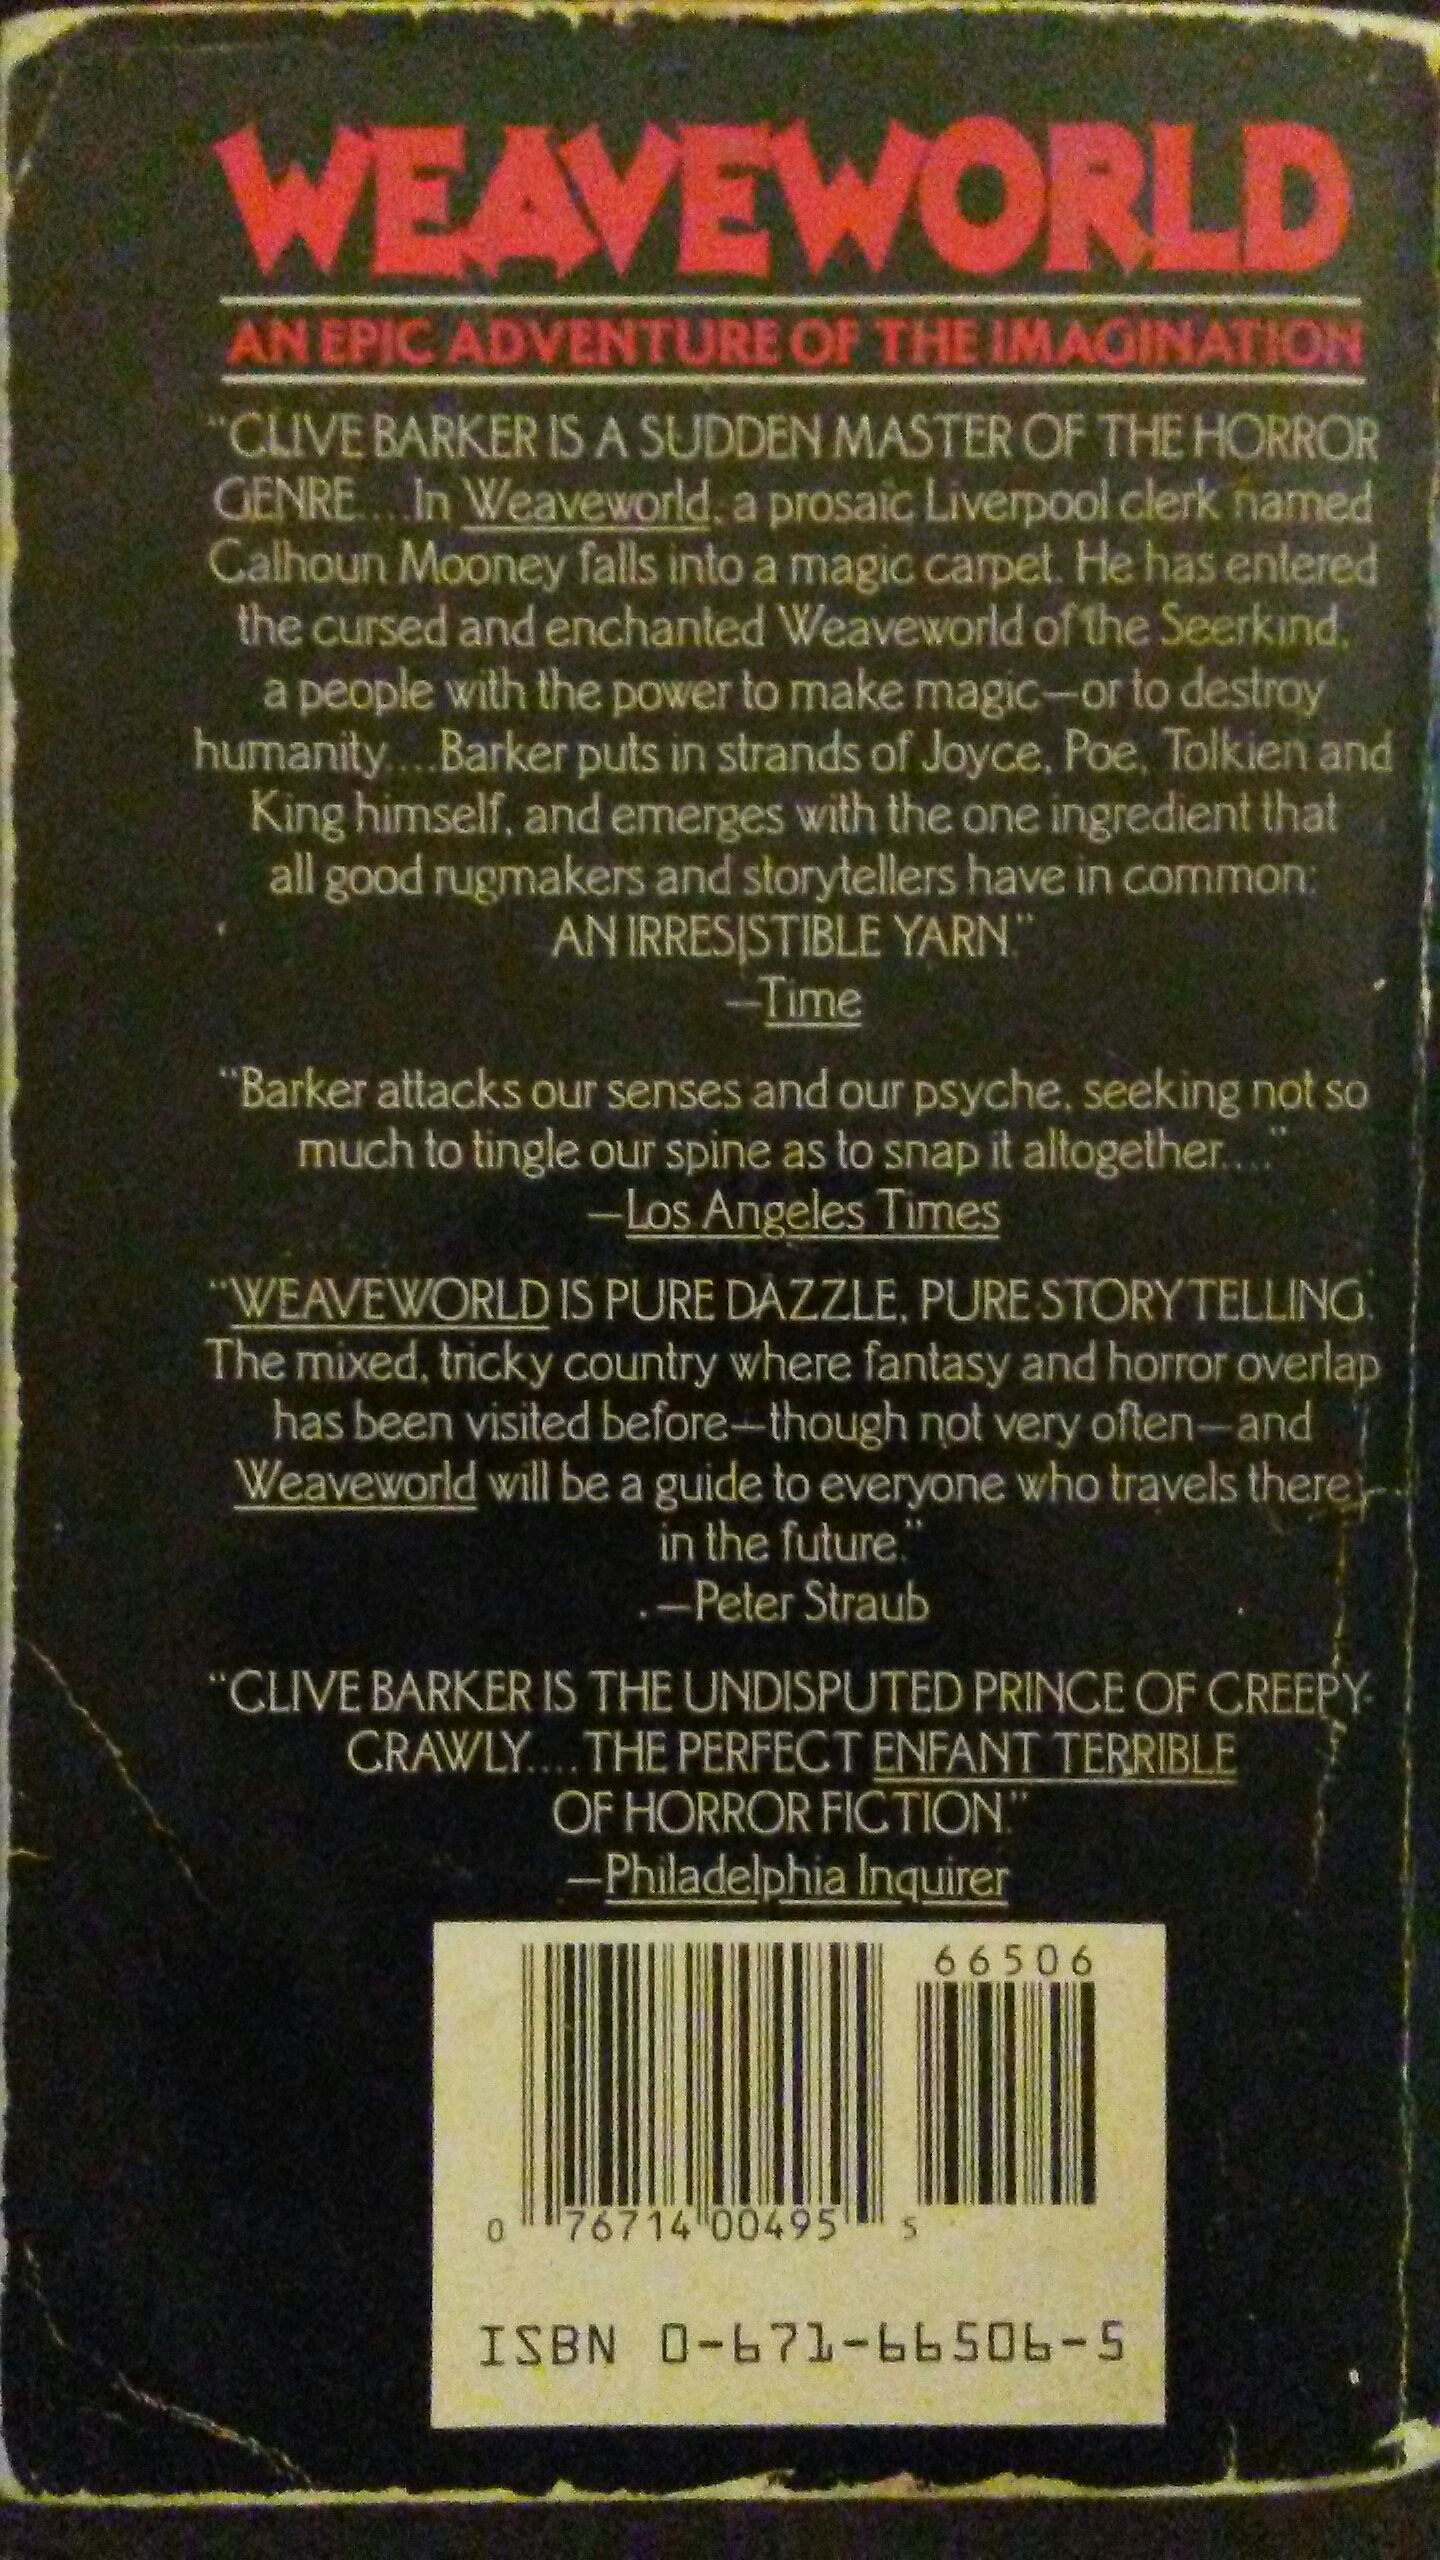 WEAVEWORLD
AN EPIC ADVENTURE OF THE IMAGINATION
"CLIVE BARKER IS A SUDDEN MASTER OF THE HORROR
GENRE....In Weaveworld, a prosaic Liverpool clerk named
Calhoun Mooney falls into a magic carpet. He has entered
the cursed and enchanted Weaveworld of the Seerkind,
a people with the power to make magic—or to destroy
humanity....Barker puts in strands of Joyce, Poe, Tolkien and
King himself, and emerges with the one ingredient that
all good rugmakers and storytellers have in common:
AN IRRESISTIBLE YARN."
—Time
"Barker attacks our senses and our psyche, seeking not so
much to tingle our spine as to snap it altogether...."
—Los Angeles Times
"WEAVEWORLD IS PURE DAZZLE, PURE STORYTELLING.
The mixed, tricky country where fantasy and horror overlap
has been visited before—though not very often—and
Weaveworld will be a guide to everyone who travels there
in the future."
—Peter Straub
"CLIVE BARKER IS THE UNDISPUTED PRINCE OF CREEPY-
CRAWLY....THE PERFECT ENFANT TERRIBLE
OF HORROR FICTION."
—Philadelphia Inquirer
66506
0 76714 00495 5
ISBN 0-671-66506-5